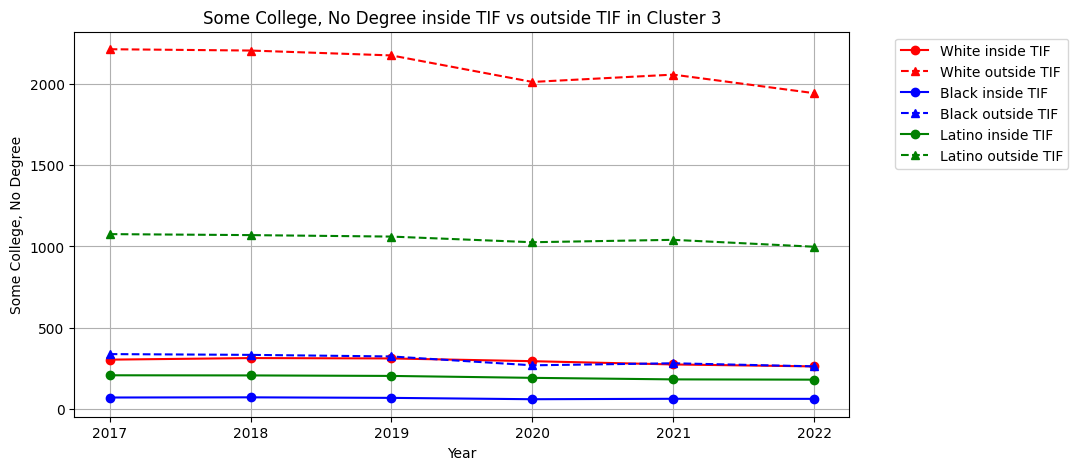 Some College, No Degree inside TIF vs outside TIF in Cluster 3
Some College, No Degree
2000
1500
1000
500
0
2017
2018
2019
2020
2021
2022
Year
White inside TIF
White outside TIF
Black inside TIF
Black outside TIF
Latino inside TIF
Latino outside TIF